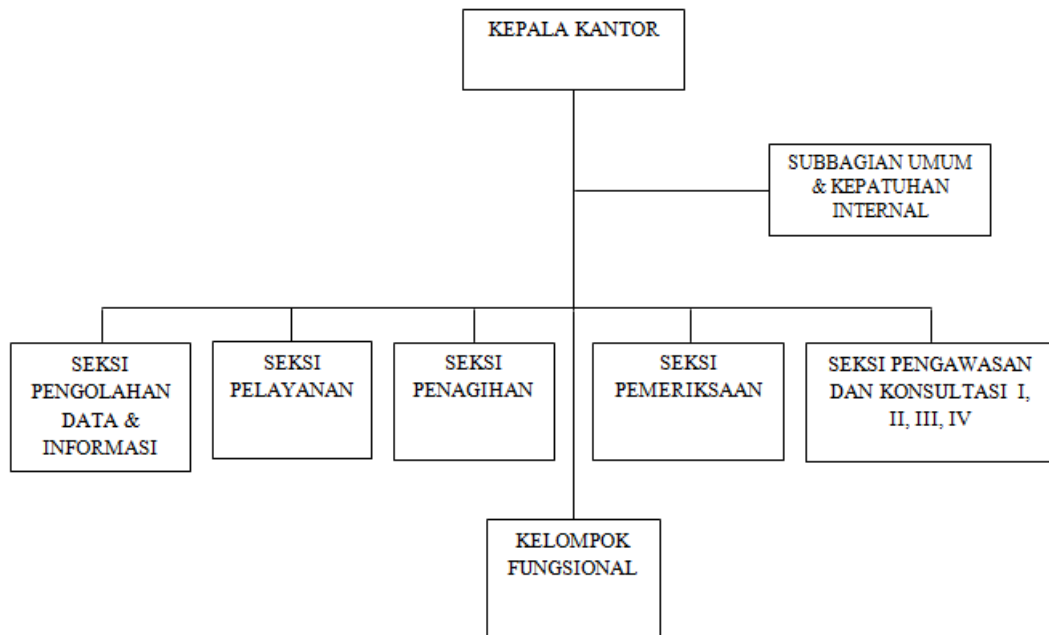 KEPALA KANTOR
SUBBAGIAN UMUM
& KEPATUHAN
INTERNAL
SEKSI
PENGOLAHAN
DATA &
INFORMASI
SEKSI
PELAYANAN
SEKSI
PENAGIHAN
SEKSI
PEMERIKSAAN
SEKSI PENGAWASAN
DAN KONSULTASI I,
II, III, IV
KELOMPOK
FUNGSIONAL